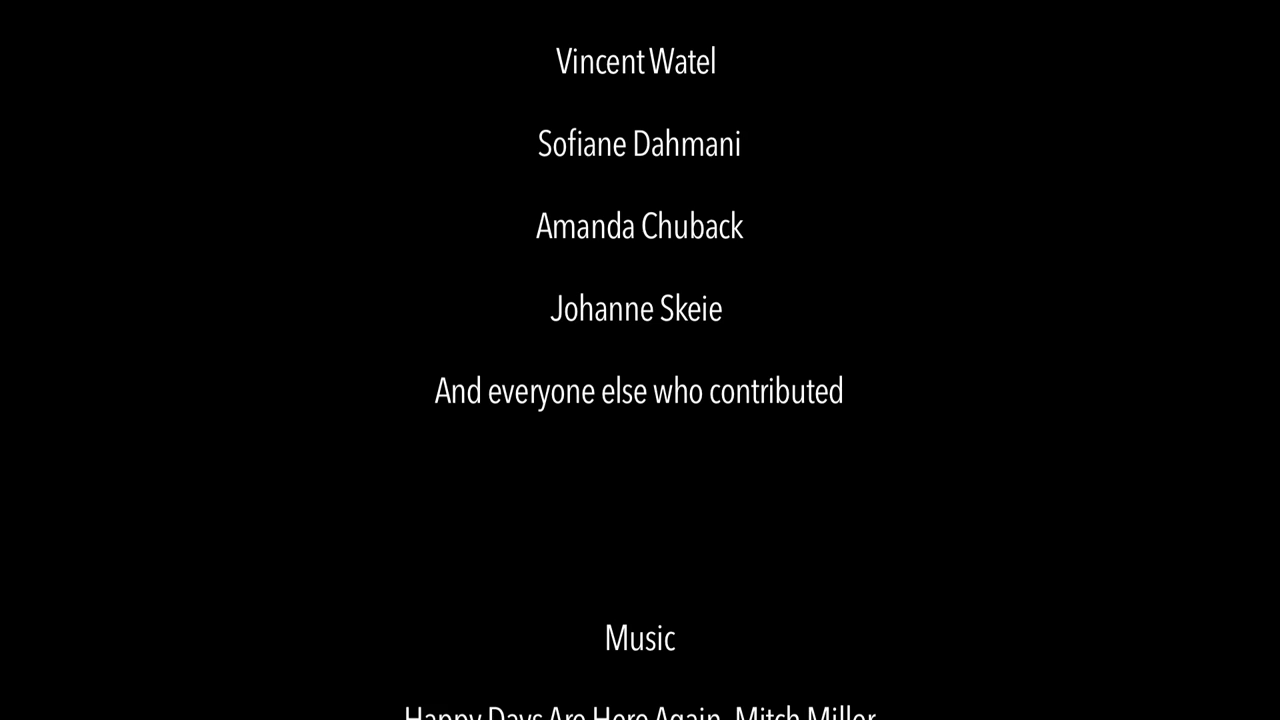 Vincent Watel
Sofiane Dahmani
Amanda Chuback
Johanne Skeie
And everyone else who contributed
Music
Happy Days Are Here Again, Mitch Miller